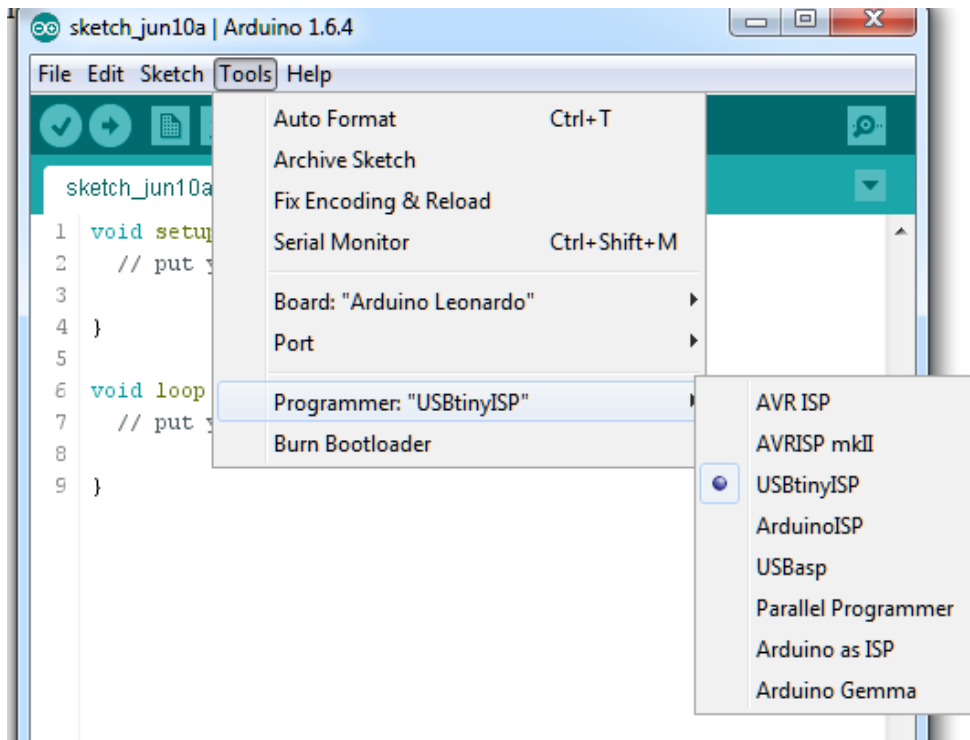 sketch_jun10a | Arduino 1.6.4
File Edit Sketch Tools Help
Auto Format Ctrl+T
Archive Sketch
Fix Encoding & Reload
Serial Monitor Ctrl+Shift+M
Board: "Arduino Leonardo"
Port
Programmer: "USBtinyISP"
Burn Bootloader
AVR ISP
AVRISP mkII
USBtinyISP
ArduinoISP
USBasp
Parallel Programmer
Arduino as ISP
Arduino Gemma
sketch_jun10a
1 void setup
2 // put
3
4 }
5
6 void loop
7 // put
8
9 }